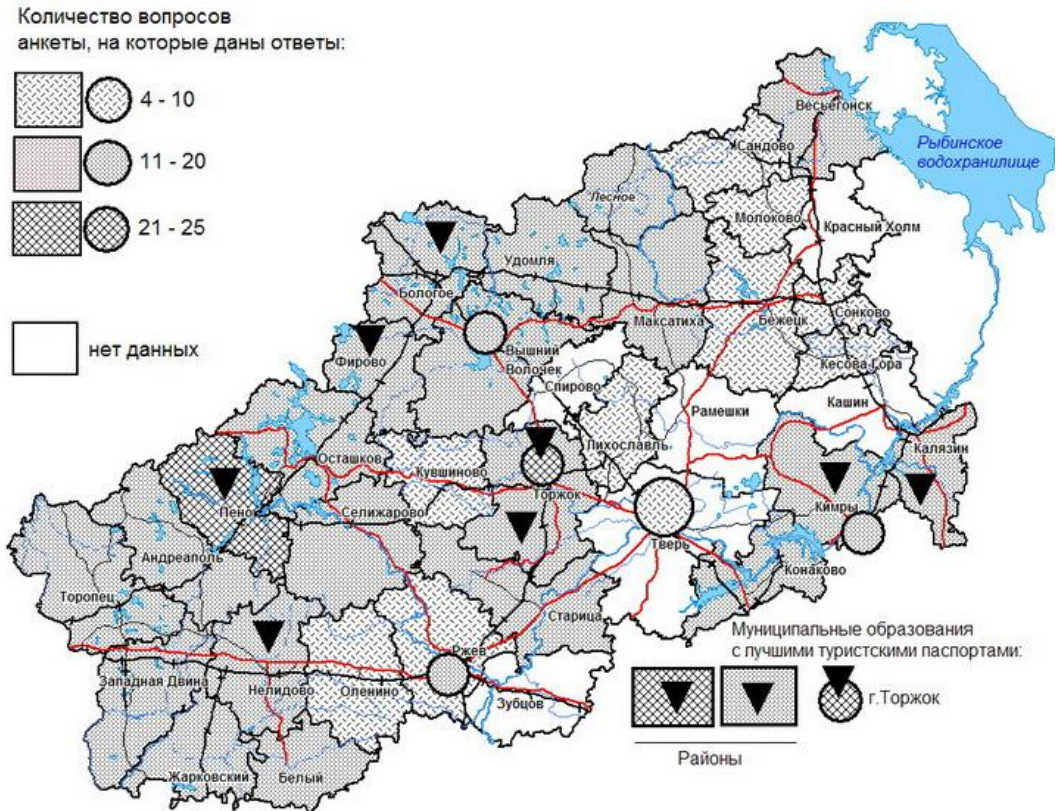 Количество вопросов
анкеты, на которые даны ответы:
4 - 10
11 - 20
21 - 25
нет данных
Весьегонск
Рыбинское
водохранилище
Сандово
Лесное
Молоково
Красный Холм
Удомля
Бологое
Максатиха
Бежецк
Сонково
Фирово
Вышний
Волочек
Кесова Гора
Спирово
Рамешки
Кашин
Лихославль
Калязин
Осташков
Кувшиново
Пено
Селижарово
Торжок
Кимры
Андреаполь
Тверь
Конаково
Торопец
Старица
Муниципальные образования
с лучшими туристскими паспортами:
Ржев
Западная Двина
Нелидово
Оленино
Зубцов
г.Торжок
Районы
Жарковский
Белый